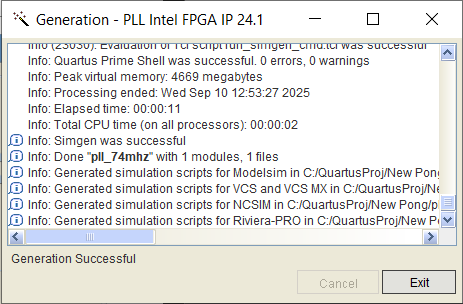 Generation - PLL Intel FPGA IP 24.1
Info: (23030): Evaluation of Tcl script run_simgen_cmd.tcl was successful
Info: Quartus Prime Shell was successful. 0 errors, 0 warnings
Info: Peak virtual memory: 4669 megabytes
Info: Processing ended: Wed Sep 10 12:53:27 2025
Info: Elapsed time: 00:00:11
Info: Total CPU time (on all processors): 00:00:02
Info: Simgen was successful
Info: Done "pll_74mhz" with 1 modules, 1 files
Info: Generated simulation scripts for Modelsim in C:/QuartusProj/New Pong
Info: Generated simulation scripts for VCS and VCS MX in C:/QuartusProj/N
Info: Generated simulation scripts for NCSIM in C:/QuartusProj/New Pong/p
Info: Generated simulation scripts for Riviera-PRO in C:/QuartusProj/New Po
Generation Successful
Cancel
Exit